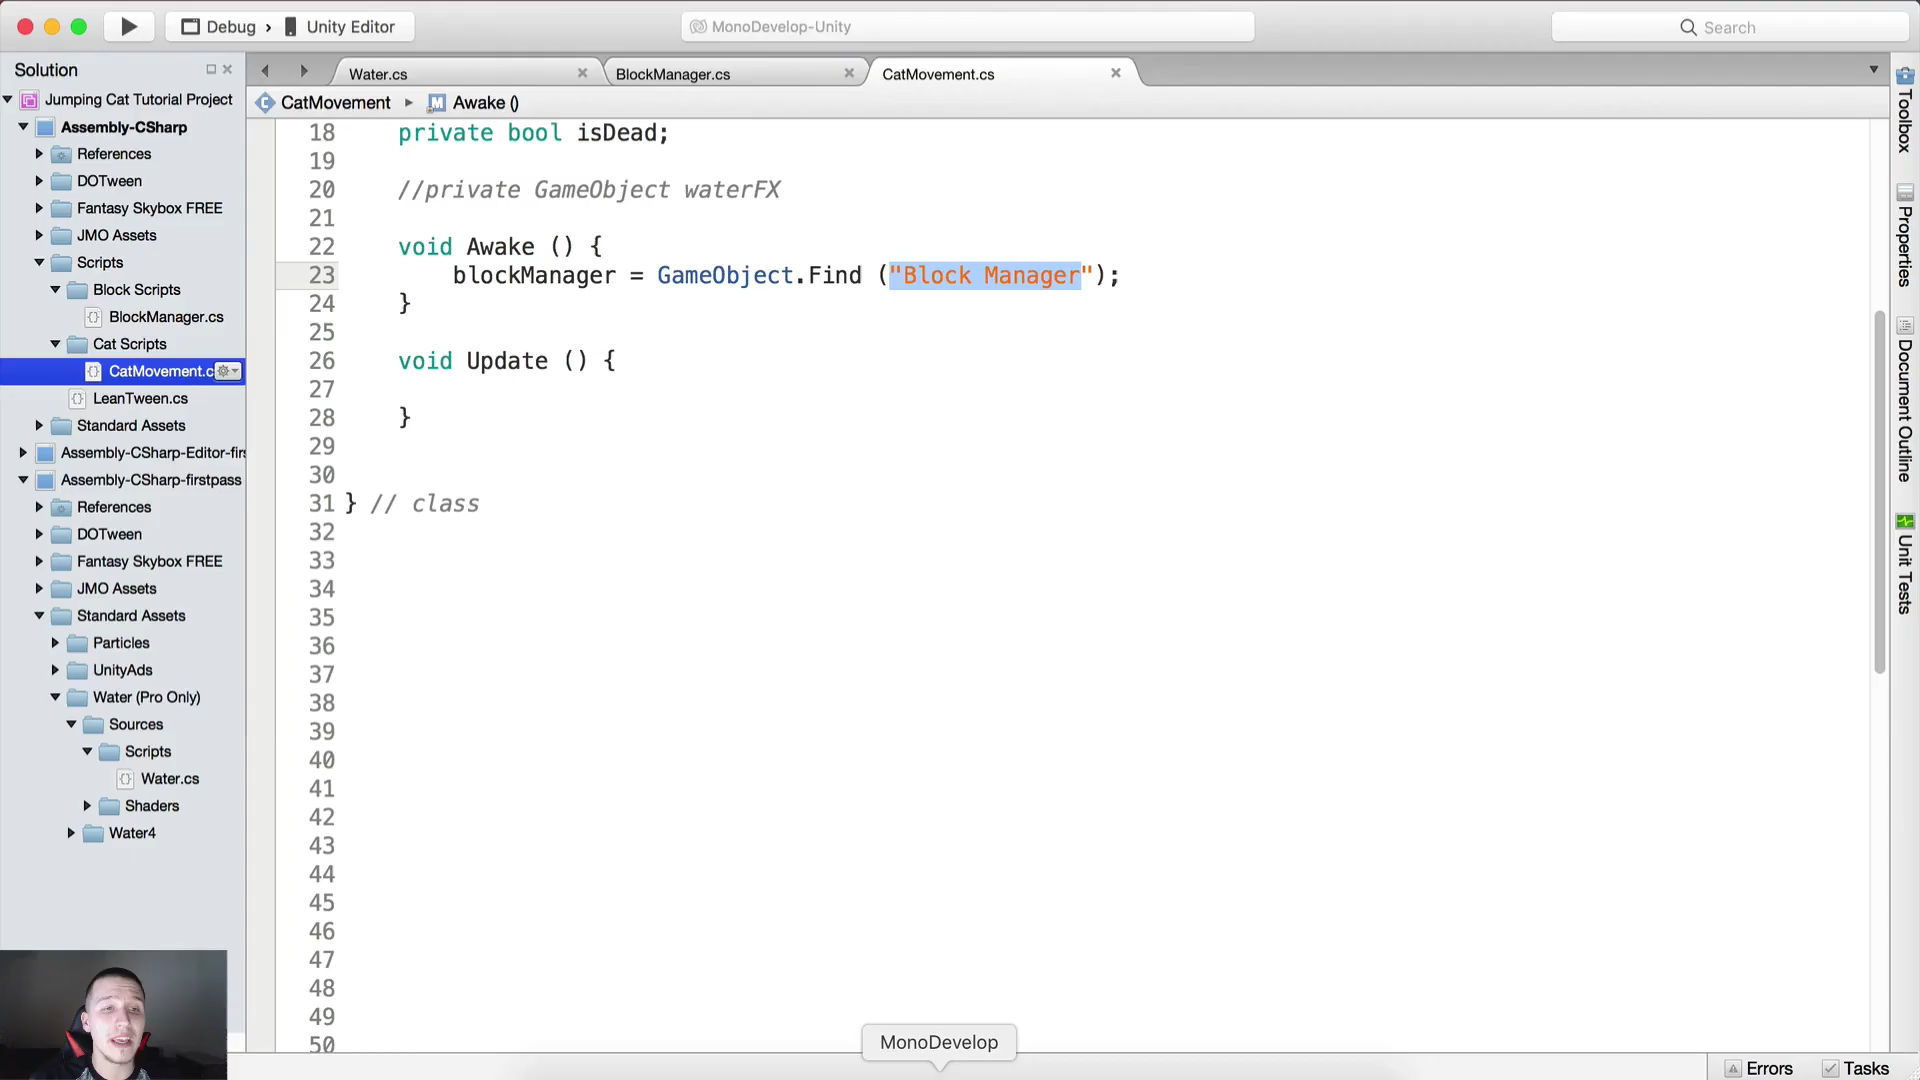 Debug › Unity Editor
MonoDevelop-Unity
Search
Solution
Water.cs
BlockManager.cs
CatMovement.cs
CatMovement ▸ Awake ()
Jumping Cat Tutorial Project
Assembly-CSharp
References
DOTween
Fantasy Skybox FREE
JMO Assets
Scripts
Block Scripts
BlockManager.cs
Cat Scripts
CatMovement.c
LeanTween.cs
Standard Assets
Assembly-CSharp-Editor-firs
Assembly-CSharp-firstpass
References
DOTween
Fantasy Skybox FREE
JMO Assets
Standard Assets
Particles
UnityAds
Water (Pro Only)
Sources
Scripts
Water.cs
Shaders
Water4
18 private bool isDead;
19
20 //private GameObject waterFX
21
22 void Awake () {
23 blockManager = GameObject.Find ("Block Manager");
24 }
25
26 void Update () {
27
28 }
29
30
31 } // class
32
33
34
35
36
37
38
39
40
41
42
43
44
45
46
47
48
49
50
Toolbox
Properties
Document Outline
Unit Tests
MonoDevelop
Errors
Tasks